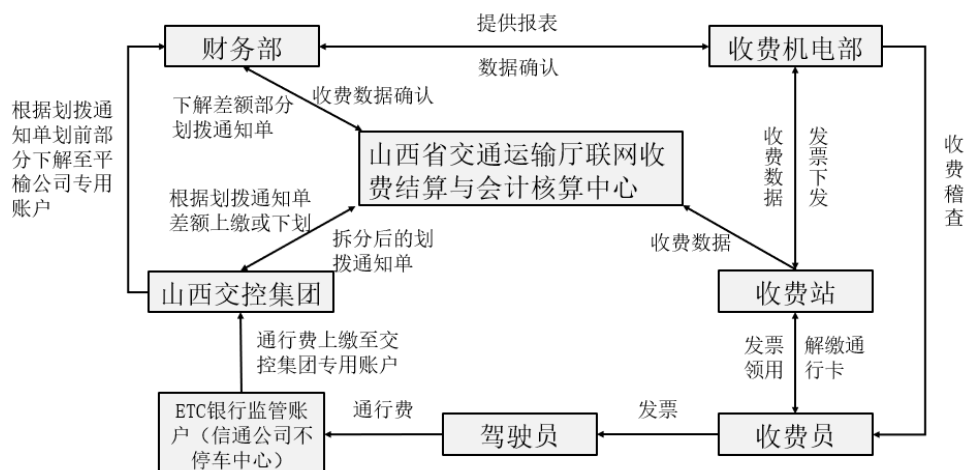 提供报表
财务部
收费机电部
数据确认
根据划拨通
知单划前部
分下解至平
榆公司专用
账户
下解差额部分
划拨通知单
收费数据确认
山西省交通运输厅联网收
费结算与会计核算中心
收费数据
发票下发
收费稽查
根据划拨通知单
差额上缴或下划
拆分后的划
拨通知单
收费数据
山西交控集团
收费站
通行费上缴至交
控集团专用账户
发票
领用
解缴通
行卡
ETC银行监管账
户（信通公司不
停车中心）
通行费
驾驶员
发票
收费员